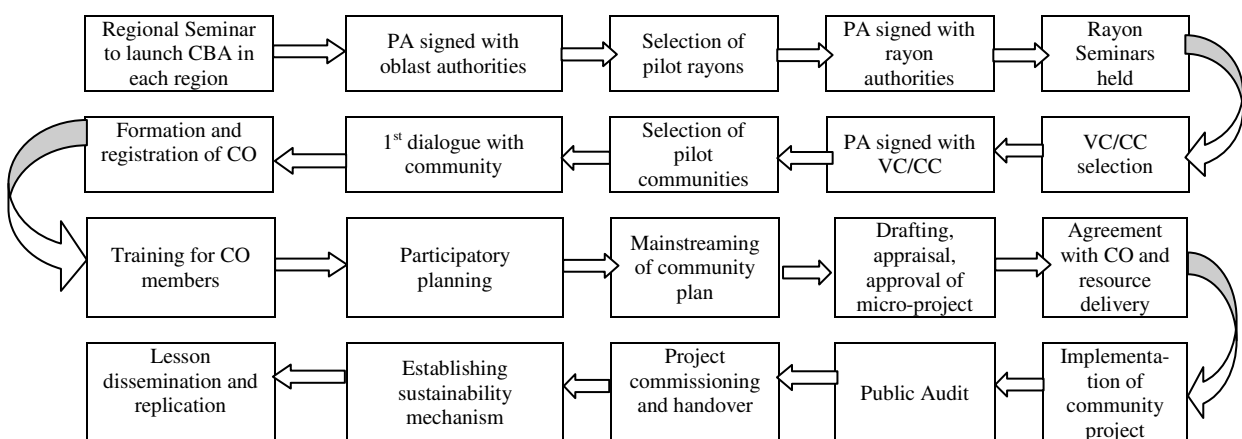 Regional Seminar
to launch CBA in
each region
PA signed with
oblast authorities
Selection of
pilot rayons
PA signed with
rayon
authorities
Rayon
Seminars
held
VC/CC
selection
PA signed with
VC/CC
Selection of
pilot
communities
1st dialogue with
community
Formation and
registration of CO
Training for CO
members
Participatory
planning
Mainstreaming
of community
plan
Drafting,
appraisal,
approval of
micro-project
Agreement
with CO and
resource
delivery
Implementa-
tion of
community
project
Public Audit
Project
commissioning
and handover
Establishing
sustainability
mechanism
Lesson
dissemination and
replication